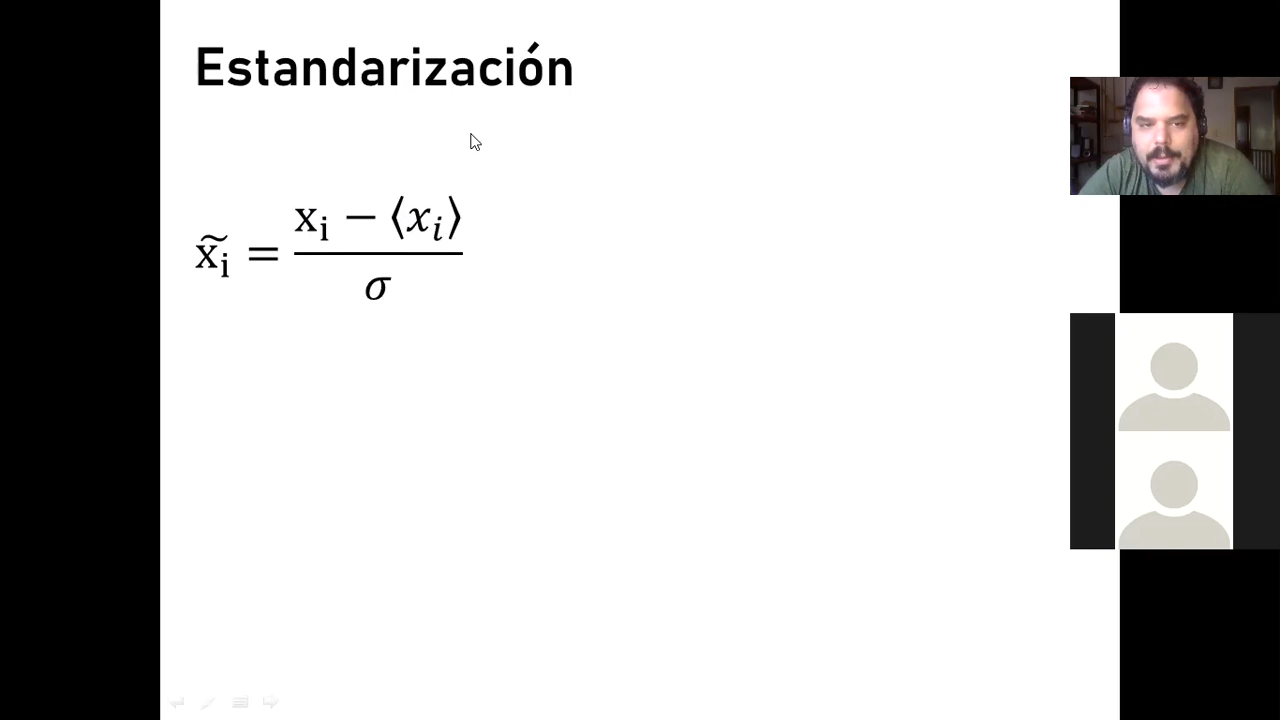 Estandarización
x̃ᵢ = (xᵢ − ⟨xᵢ⟩) / σ